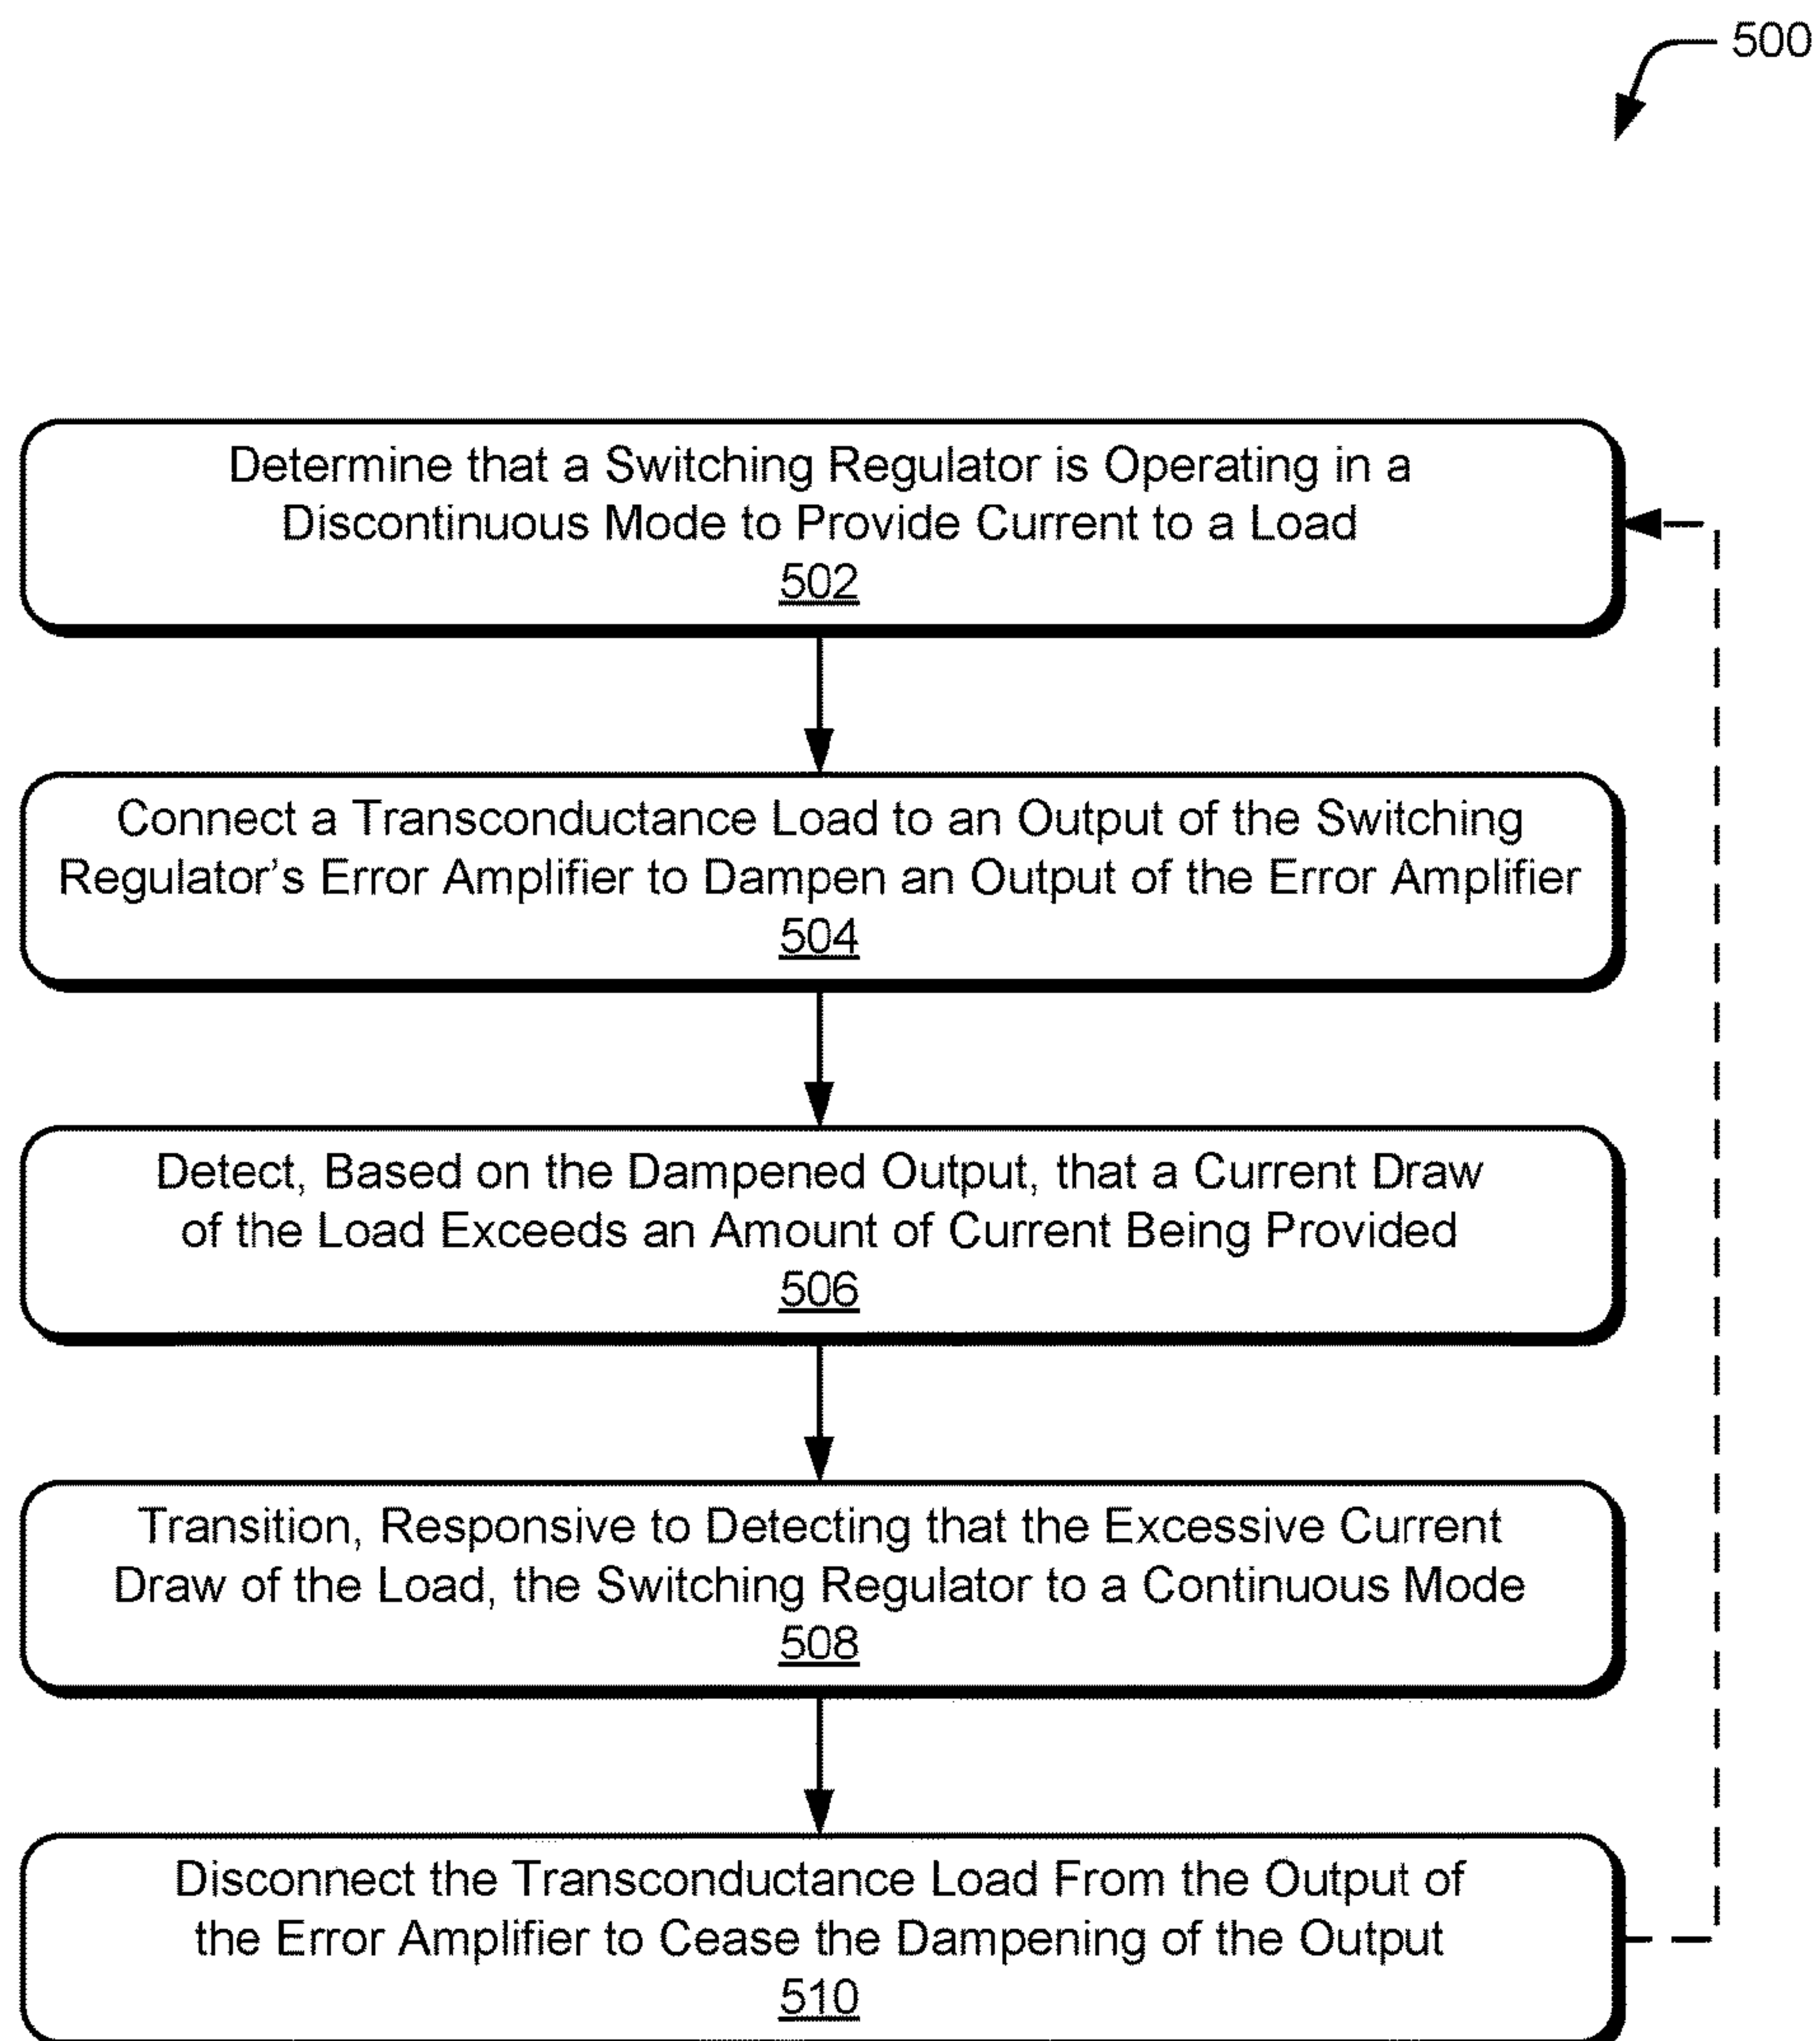 500
Determine that a Switching Regulator is Operating in a
Discontinuous Mode to Provide Current to a Load
502
Connect a Transconductance Load to an Output of the Switching
Regulator's Error Amplifier to Dampen an Output of the Error Amplifier
504
Detect, Based on the Dampened Output, that a Current Draw
of the Load Exceeds an Amount of Current Being Provided
506
Transition, Responsive to Detecting that the Excessive Current
Draw of the Load, the Switching Regulator to a Continuous Mode
508
Disconnect the Transconductance Load From the Output of
the Error Amplifier to Cease the Dampening of the Output
510